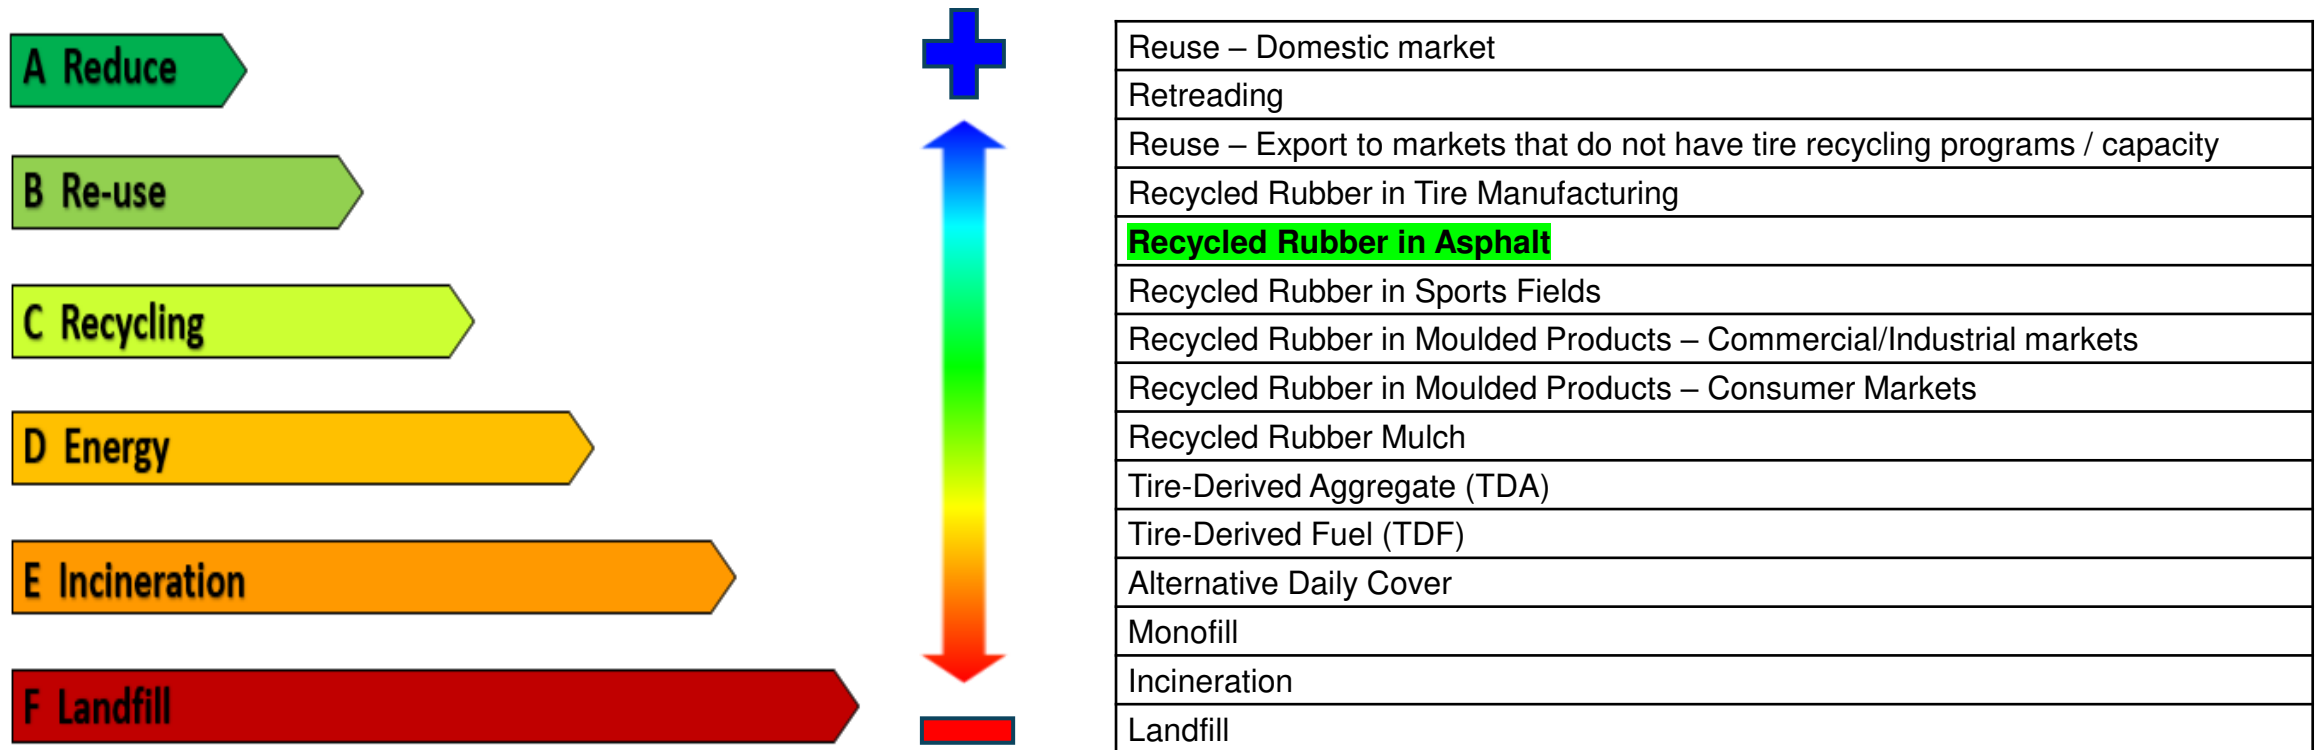 A Reduce
B Re-use
C Recycling
D Energy
E Incineration
F Landfill
Reuse – Domestic market
Retreading
Reuse – Export to markets that do not have tire recycling programs / capacity
Recycled Rubber in Tire Manufacturing
Recycled Rubber in Asphalt
Recycled Rubber in Sports Fields
Recycled Rubber in Moulded Products – Commercial/Industrial markets
Recycled Rubber in Moulded Products – Consumer Markets
Recycled Rubber Mulch
Tire-Derived Aggregate (TDA)
Tire-Derived Fuel (TDF)
Alternative Daily Cover
Monofill
Incineration
Landfill